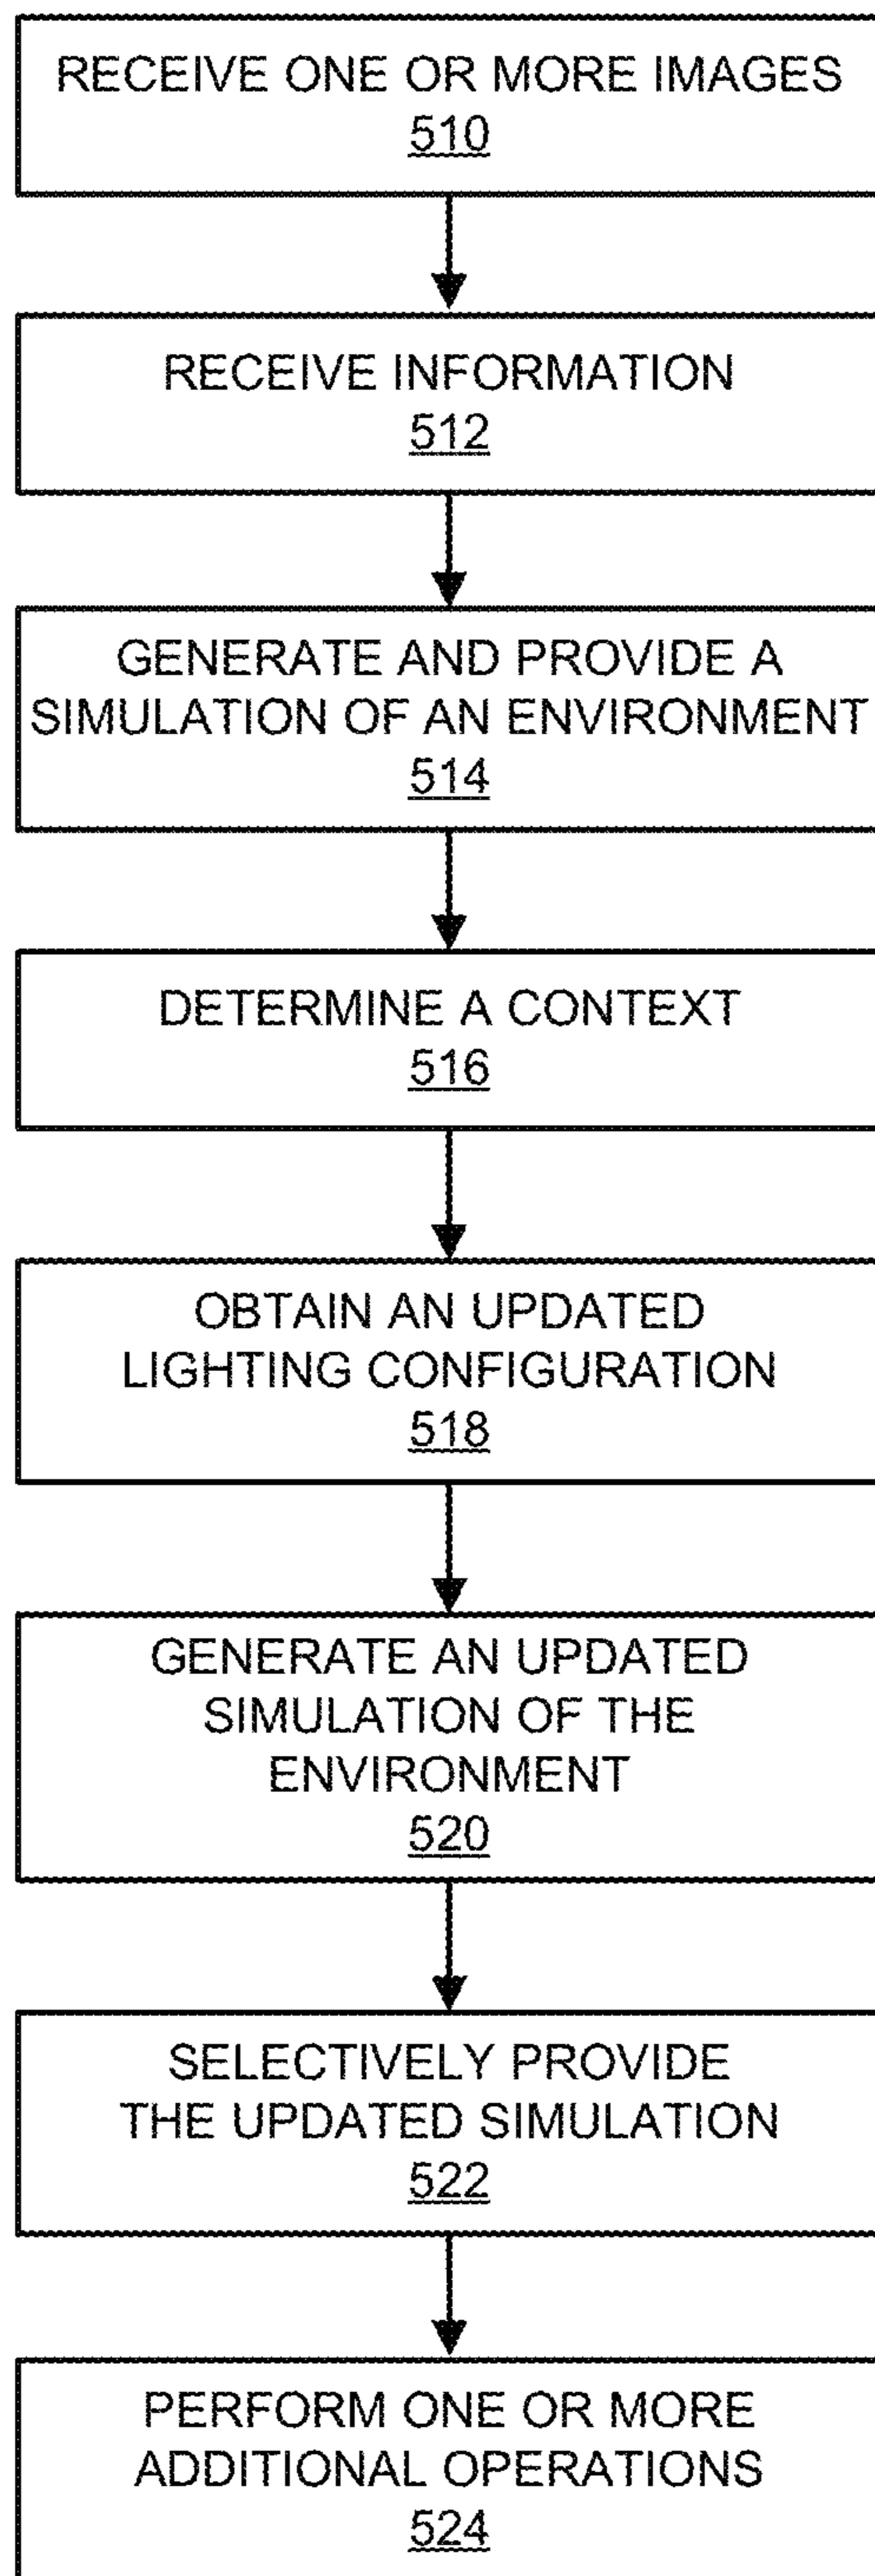 RECEIVE ONE OR MORE IMAGES
510
RECEIVE INFORMATION
512
GENERATE AND PROVIDE A
SIMULATION OF AN ENVIRONMENT
514
DETERMINE A CONTEXT
516
OBTAIN AN UPDATED
LIGHTING CONFIGURATION
518
GENERATE AN UPDATED
SIMULATION OF THE
ENVIRONMENT
520
SELECTIVELY PROVIDE
THE UPDATED SIMULATION
522
PERFORM ONE OR MORE
ADDITIONAL OPERATIONS
524